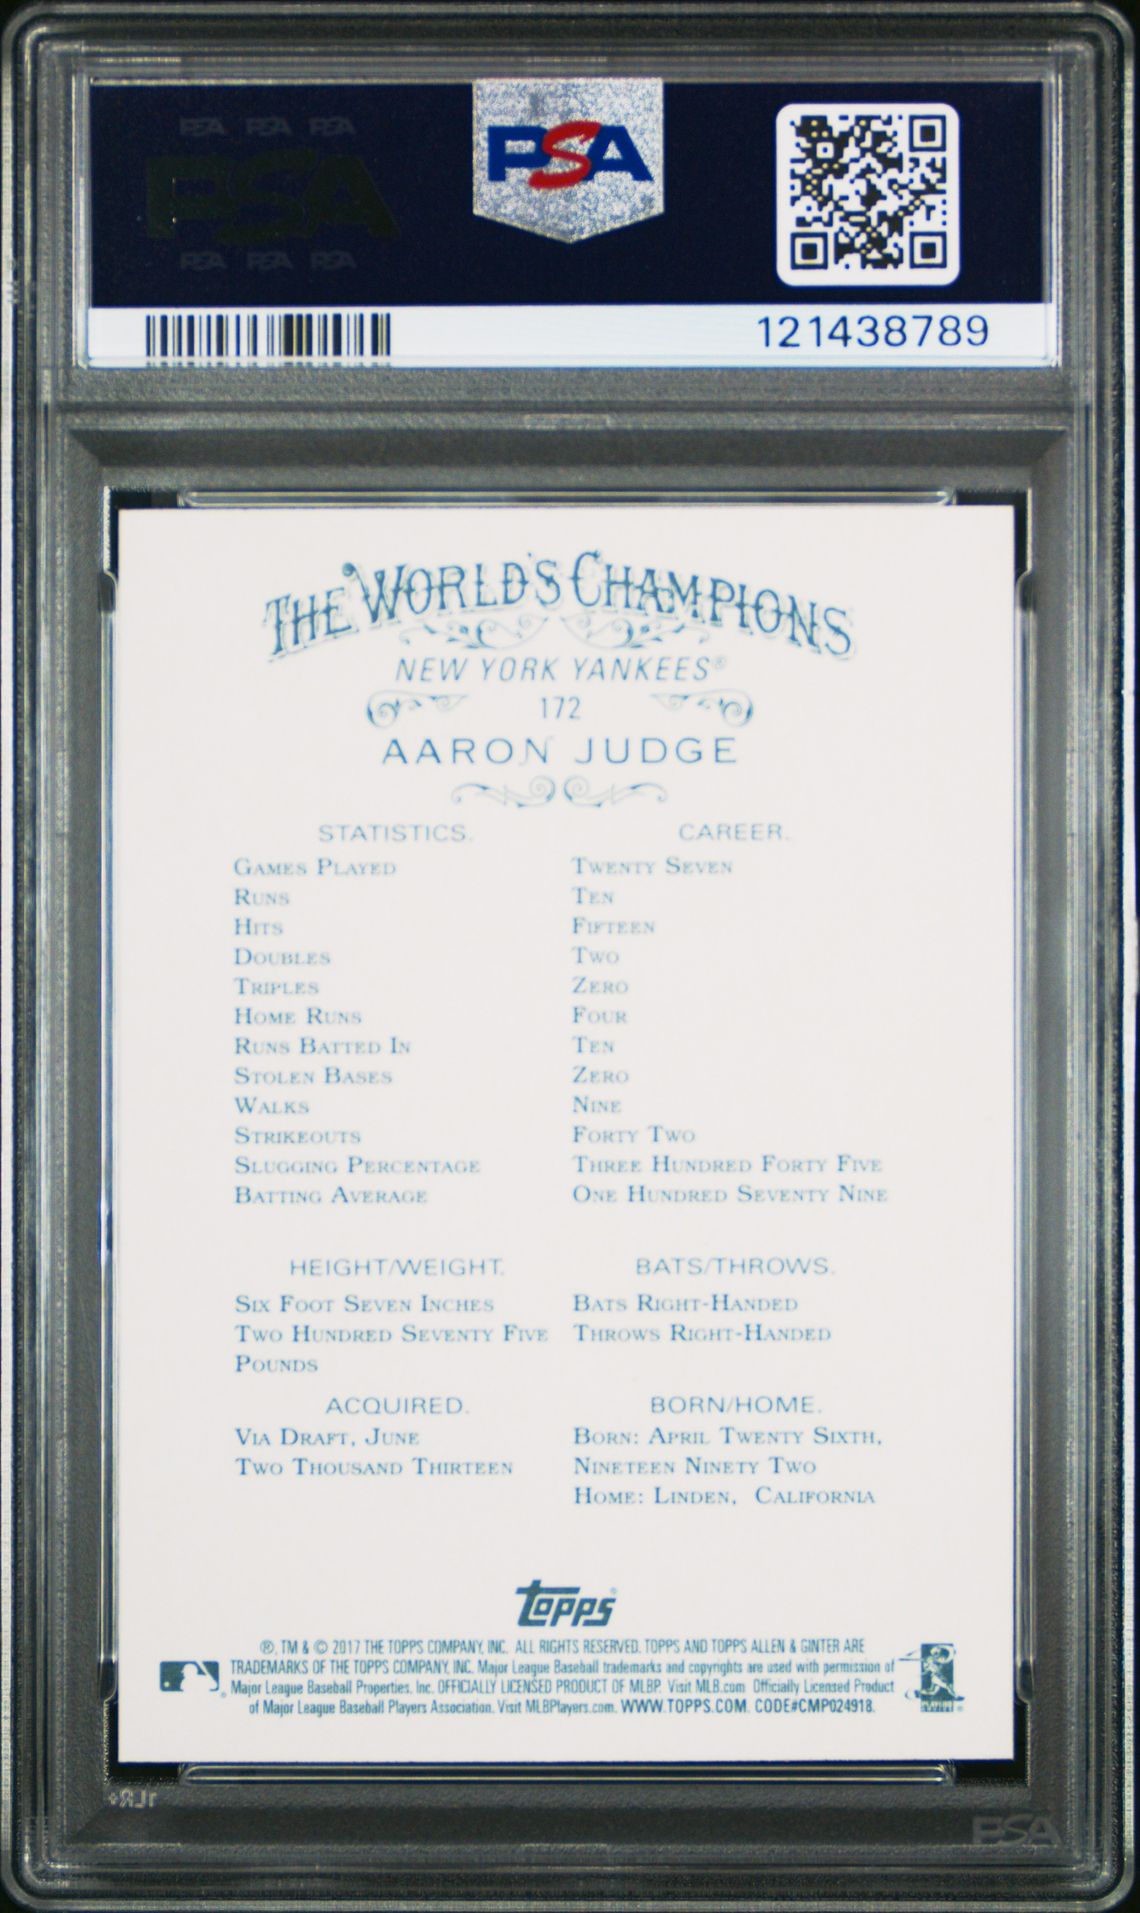 PSA PSA PSA
PSA
PSA PSA PSA
PSA
121438789
THE WORLD'S CHAMPIONS
NEW YORK YANKEES®
172
AARON JUDGE
STATISTICS. CAREER.
GAMES PLAYED TWENTY SEVEN
RUNS TEN
HITS FIFTEEN
DOUBLES TWO
TRIPLES ZERO
HOME RUNS FOUR
RUNS BATTED IN TEN
STOLEN BASES ZERO
WALKS NINE
STRIKEOUTS FORTY TWO
SLUGGING PERCENTAGE THREE HUNDRED FORTY FIVE
BATTING AVERAGE ONE HUNDRED SEVENTY NINE
HEIGHT/WEIGHT.
SIX FOOT SEVEN INCHES
TWO HUNDRED SEVENTY FIVE
POUNDS
BATS/THROWS.
BATS RIGHT-HANDED
THROWS RIGHT-HANDED
ACQUIRED.
VIA DRAFT, JUNE
TWO THOUSAND THIRTEEN
BORN/HOME.
BORN: APRIL TWENTY SIXTH,
NINETEEN NINETY TWO
HOME: LINDEN, CALIFORNIA
Topps®
®, TM & © 2017 THE TOPPS COMPANY, INC. ALL RIGHTS RESERVED. TOPPS AND TOPPS ALLEN & GINTER ARE
TRADEMARKS OF THE TOPPS COMPANY, INC. Major League Baseball trademarks and copyrights are used with permission of
Major League Baseball Properties, Inc. OFFICIALLY LICENSED PRODUCT OF MLBP. Visit MLB.com Officially Licensed Product
of Major League Baseball Players Association. Visit MLBPlayers.com. WWW.TOPPS.COM. CODE#CMP024918.
PSA